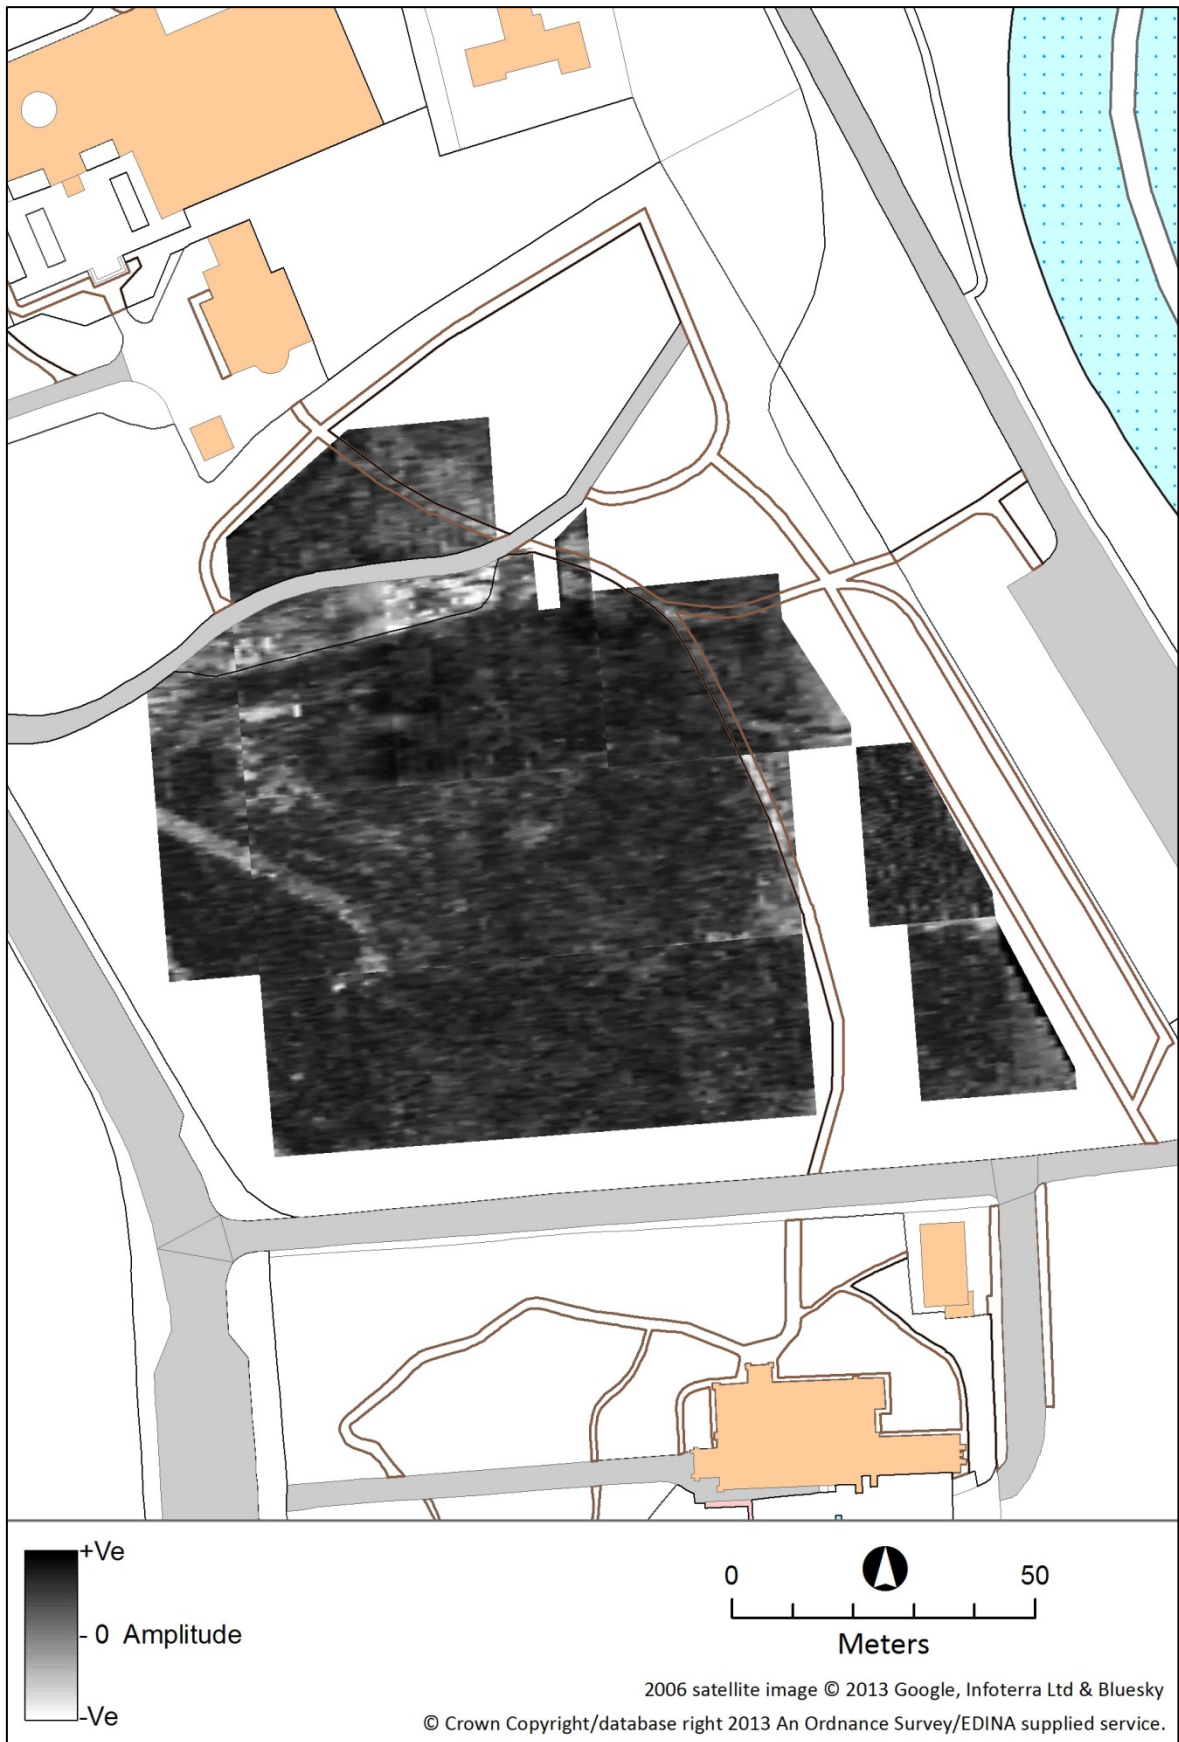 +Ve
- 0 Amplitude
-Ve
0 50
Meters
2006 satellite image © 2013 Google, Infoterra Ltd & Bluesky
© Crown Copyright/database right 2013 An Ordnance Survey/EDINA supplied service.